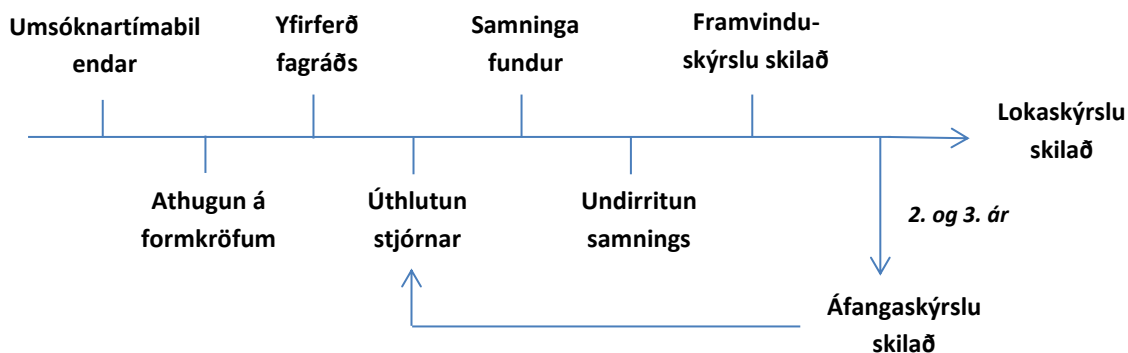 Umsóknartímabil
endar
Yfirferð
fagráðs
Samninga
fundur
Framvindu-
skýrslu skilað
Lokaskýrslu
skilað
Athugun á
formkröfum
Úthlutun
stjórnar
Undirritun
samnings
2. og 3. ár
Áfangaskýrslu
skilað